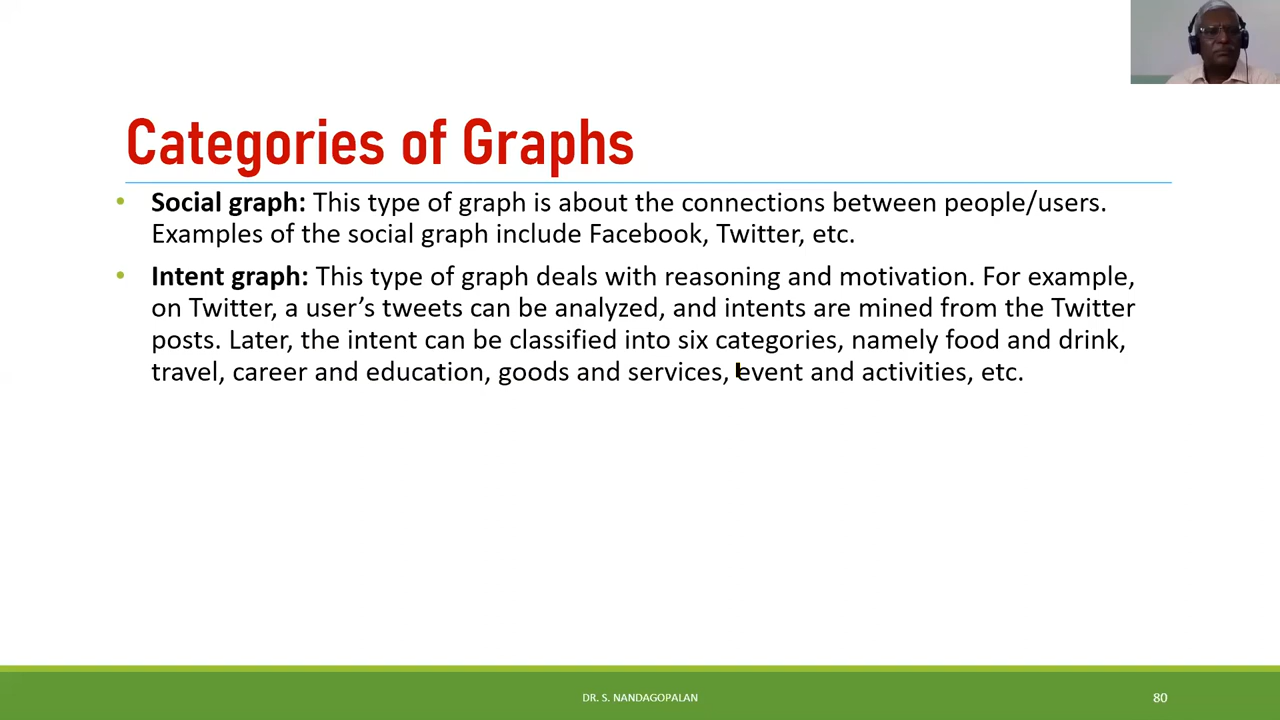 Categories of Graphs
• Social graph: This type of graph is about the connections between people/users.
Examples of the social graph include Facebook, Twitter, etc.
• Intent graph: This type of graph deals with reasoning and motivation. For example,
on Twitter, a user’s tweets can be analyzed, and intents are mined from the Twitter
posts. Later, the intent can be classified into six categories, namely food and drink,
travel, career and education, goods and services, event and activities, etc.
DR. S. NANDAGOPALAN
80